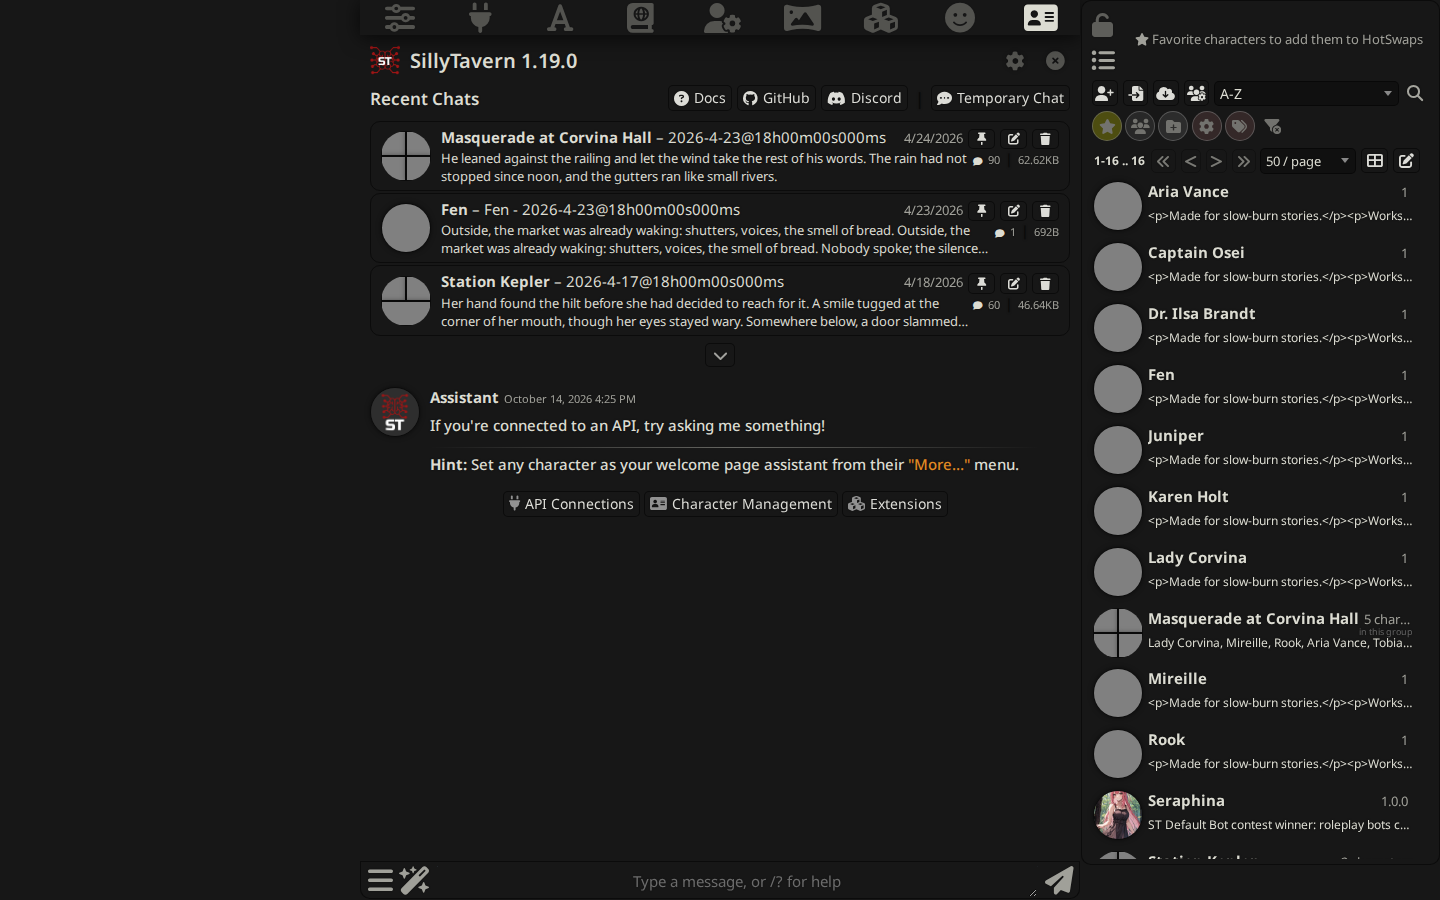 SillyTavern 1.19.0
Recent Chats
Docs
GitHub
Discord
Temporary Chat
Masquerade at Corvina Hall – 2026-4-23@18h00m00s000ms
4/24/2026
He leaned against the railing and let the wind take the rest of his words. The rain had not
stopped since noon, and the gutters ran like small rivers.
90
62.62KB
Fen – Fen - 2026-4-23@18h00m00s000ms
4/23/2026
Outside, the market was already waking: shutters, voices, the smell of bread. Outside, the
market was already waking: shutters, voices, the smell of bread. Nobody spoke; the silence...
1
692B
Station Kepler – 2026-4-17@18h00m00s000ms
4/18/2026
Her hand found the hilt before she had decided to reach for it. A smile tugged at the
corner of her mouth, though her eyes stayed wary. Somewhere below, a door slammed...
60
46.64KB
ST
Assistant October 14, 2026 4:25 PM
If you're connected to an API, try asking me something!
Hint: Set any character as your welcome page assistant from their "More..." menu.
API Connections
Character Management
Extensions
Type a message, or /? for help
Favorite characters to add them to HotSwaps
A-Z
1-16 .. 16
50 / page
Aria Vance 1
<p>Made for slow-burn stories.</p><p>Works...
Captain Osei 1
<p>Made for slow-burn stories.</p><p>Works...
Dr. Ilsa Brandt 1
<p>Made for slow-burn stories.</p><p>Works...
Fen 1
<p>Made for slow-burn stories.</p><p>Works...
Juniper 1
<p>Made for slow-burn stories.</p><p>Works...
Karen Holt 1
<p>Made for slow-burn stories.</p><p>Works...
Lady Corvina 1
<p>Made for slow-burn stories.</p><p>Works...
Masquerade at Corvina Hall 5 char...
in this group
Lady Corvina, Mireille, Rook, Aria Vance, Tobia...
Mireille 1
<p>Made for slow-burn stories.</p><p>Works...
Rook 1
<p>Made for slow-burn stories.</p><p>Works...
Seraphina 1.0.0
ST Default Bot contest winner: roleplay bots c...
Station Kepler